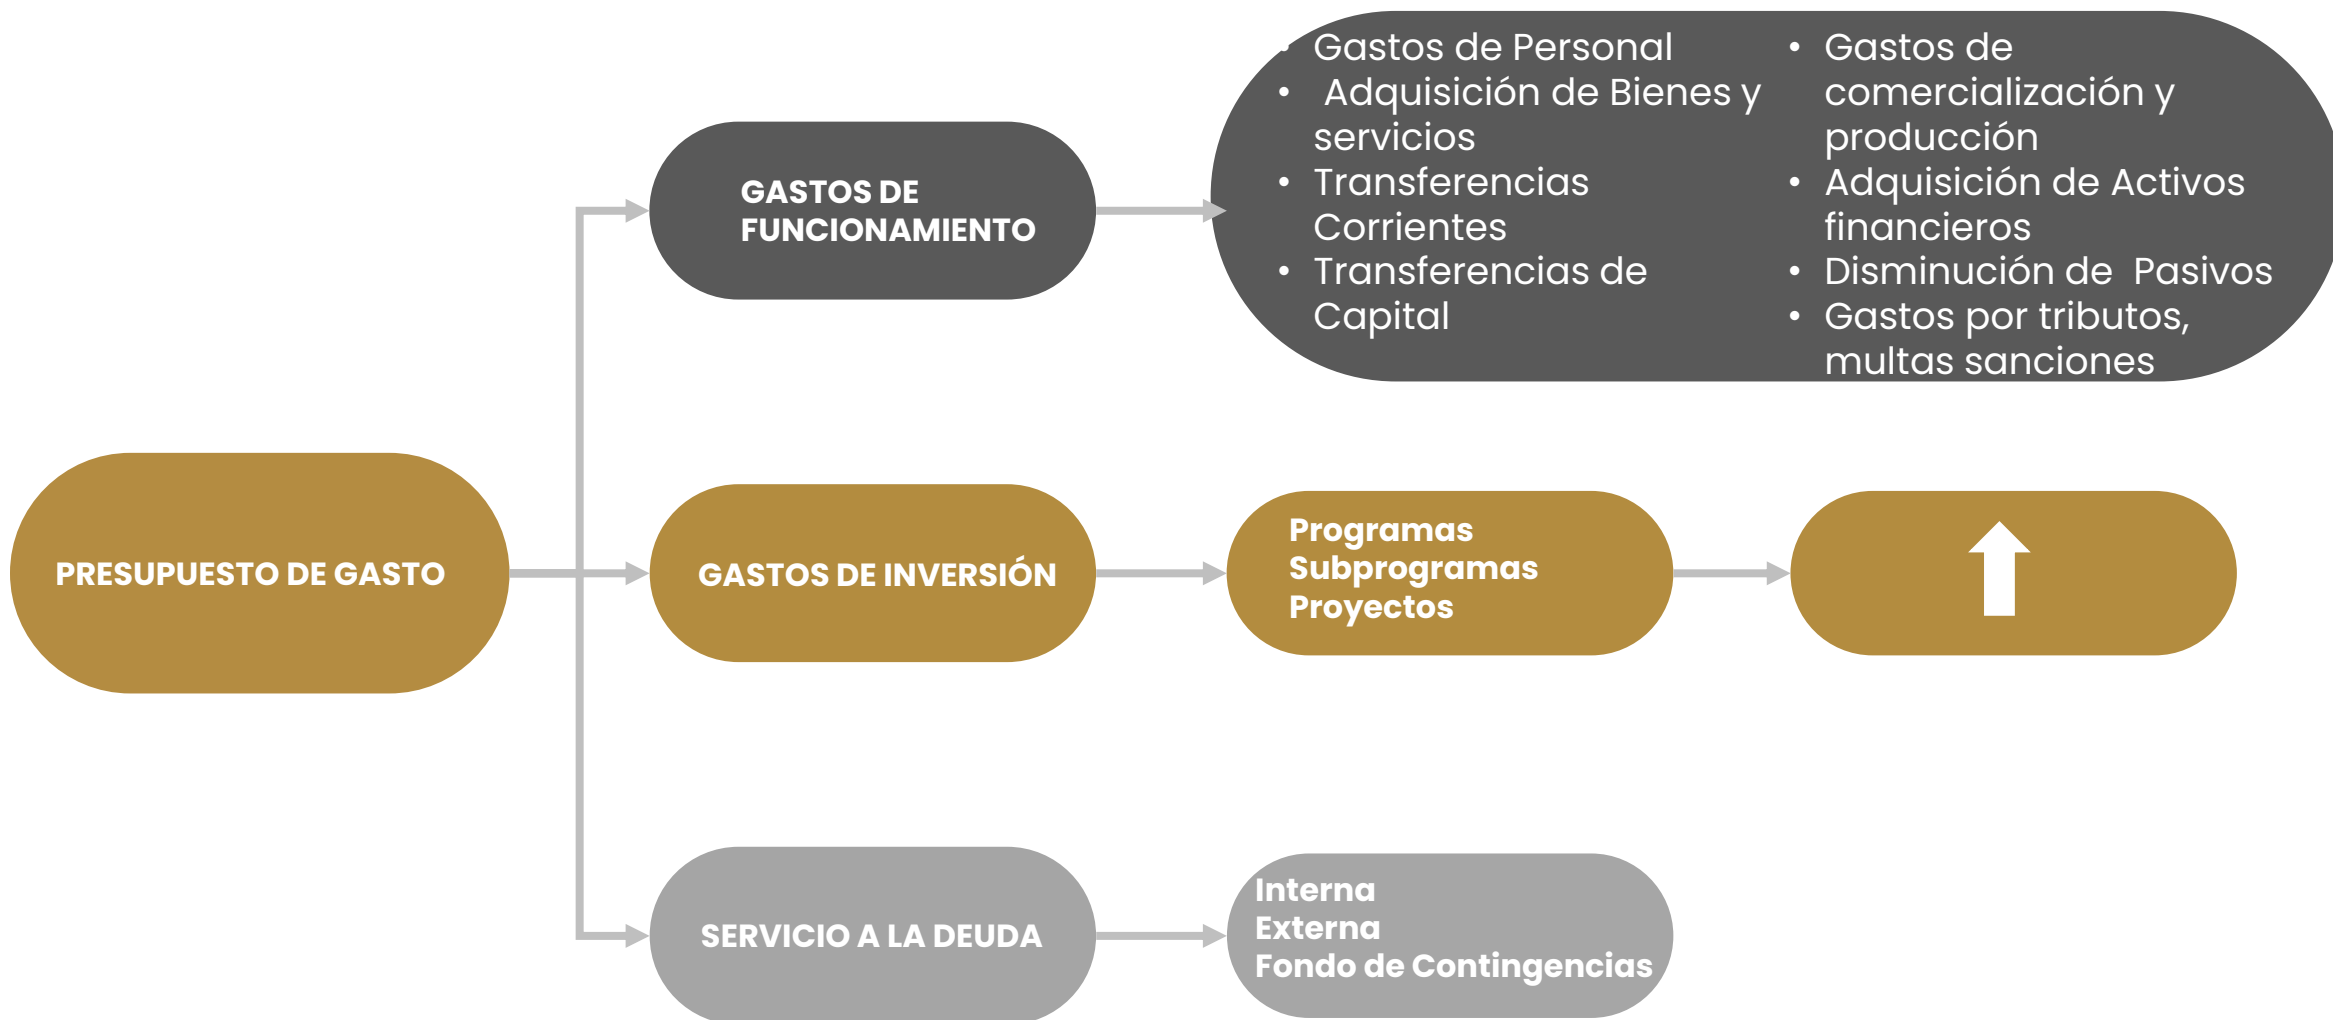 • Gastos de Personal
•  Adquisición de Bienes y
servicios
• Transferencias
Corrientes
• Transferencias de
Capital
• Gastos de
comercialización y
producción
• Adquisición de Activos
financieros
• Disminución de  Pasivos
• Gastos por tributos,
multas sanciones
GASTOS DE
FUNCIONAMIENTO
PRESUPUESTO DE GASTO
GASTOS DE INVERSIÓN
Programas
Subprogramas
Proyectos
SERVICIO A LA DEUDA
Interna
Externa
Fondo de Contingencias